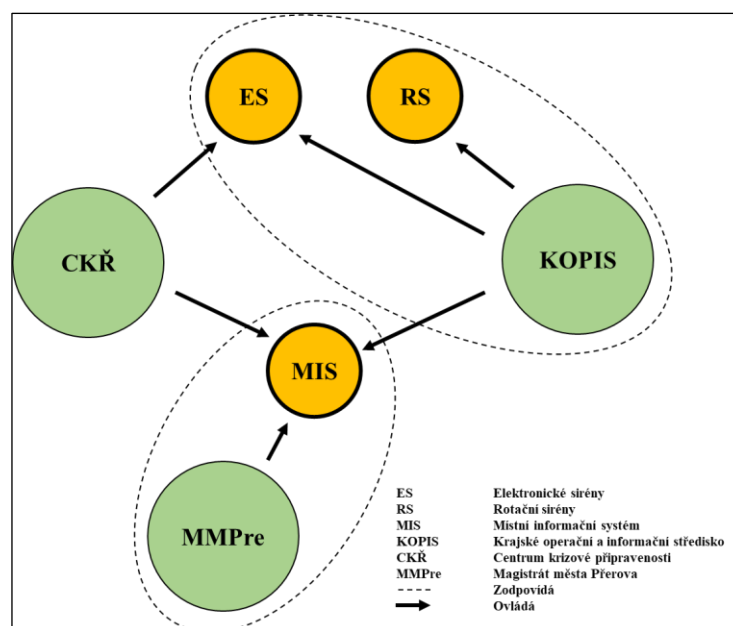 ES
RS
CKŘ
KOPIS
MIS
MMPre
ES Elektronické sirény
RS Rotační sirény
MIS Místní informační systém
KOPIS Krajské operační a informační středisko
CKŘ Centrum krizové připravenosti
MMPre Magistrát města Přerova
Zodpovídá
Ovládá